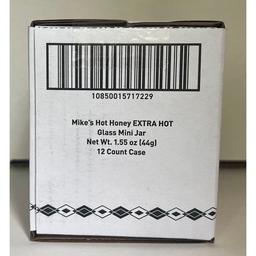 10850015717229
Mike's Hot Honey EXTRA HOT
Glass Mini Jar
Net Wt. 1.55 oz (44g)
12 Count Case